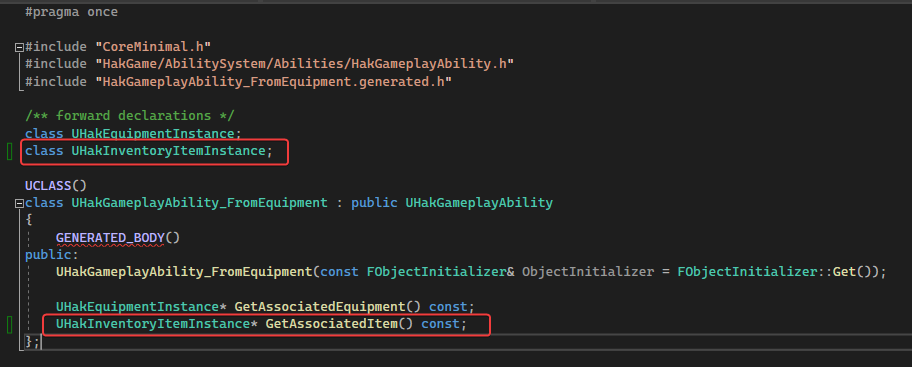 #pragma once
#include "CoreMinimal.h"
#include "HakGame/AbilitySystem/Abilities/HakGameplayAbility.h"
#include "HakGameplayAbility_FromEquipment.generated.h"
/** forward declarations */
class UHakEquipmentInstance;
class UHakInventoryItemInstance;
UCLASS()
class UHakGameplayAbility_FromEquipment : public UHakGameplayAbility
{
GENERATED_BODY()
public:
UHakGameplayAbility_FromEquipment(const FObjectInitializer& ObjectInitializer = FObjectInitializer::Get());
UHakEquipmentInstance* GetAssociatedEquipment() const;
UHakInventoryItemInstance* GetAssociatedItem() const;
};